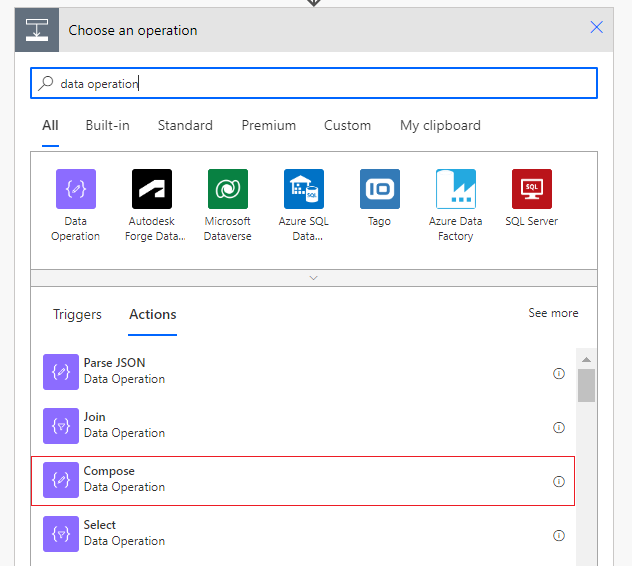 Choose an operation
data operation
All Built-in Standard Premium Custom My clipboard
Data Operation
Autodesk Forge Data...
Microsoft Dataverse
Azure SQL Data...
Tago
Azure Data Factory
SQL Server
Triggers Actions See more
Parse JSON
Data Operation
Join
Data Operation
Compose
Data Operation
Select
Data Operation